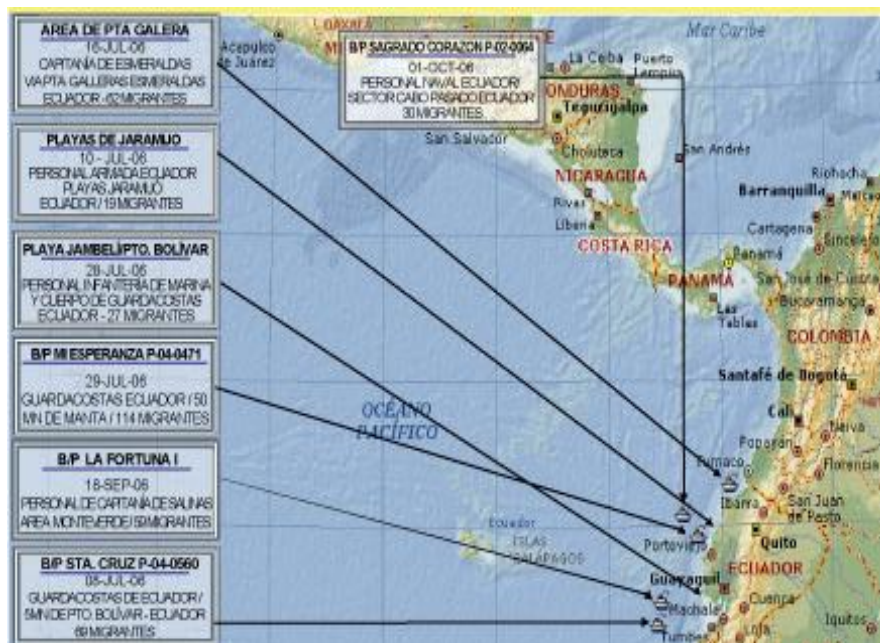 AREA DE PTA GALERA
16-JUL-06
CAPITANÍA DE ESMERALDAS
VIA PTA GALLERAS ESMERALDAS
ECUADOR -62 MIGRANTES
PLAYAS DE JARAMIJO
10 - JUL-06
PERSONAL ARMADA ECUADOR
PLAYAS JARAMIJÓ
ECUADOR / 19 MIGRANTES
PLAYA JAMBELÍ/PTO. BOLÍVAR
28-JUL-06
PERSONAL INFANTERIA DE MARINA
Y CUERPO DE GUARDACOSTAS
ECUADOR - 27 MIGRANTES
B/P MI ESPERANZA P-04-0471
29-JUL-06
GUARDACOSTAS ECUADOR / 50
MN DE MANTA / 114 MIGRANTES
B/P LA FORTUNA I
18-SEP-06
PERSONAL DE CAPITANÍA DE SALINAS
AREA MONTEVERDE / 59 MIGRANTES
B/P STA. CRUZ P-04-0560
08-JUL-06
GUARDACOSTAS DE ECUADOR /
5MN DE PTO. BOLÍVAR - ECUADOR
69 MIGRANTES
B/P SAGRADO CORAZON P-02-0064
01-OCT-06
PERSONAL NAVAL ECUADOR/
SECTOR CABO PASADO ECUADOR
30 MIGRANTES
OAXACA
Acapulco
de Juárez
Mar Caribe
La Ceiba
Puerto
Lempira
ONDURAS
Tegucigalpa
San Salvador
Choluteca
San Andrés
NICARAGUA
Rivas
Liberia
COSTA RICA
Riohacha
Barranquilla
Cartagena
Sincelejo
Panamá
PANAMÁ
San José de Cucuta
Bucaramanga
Las
Tablas
COLOMBIA
Santafé de Bogotá
OCÉANO
PACÍFICO
Cali
Neiva
Popayán
Tumaco
Florencia
Ibarra
San Juan
de Pasto
Ecuador
ISLAS
GALÁPAGOS
Portoviejo
Quito
ECUADOR
Guayaquil
Machala
Cuenca
Tumbes
Loja
Iquitos